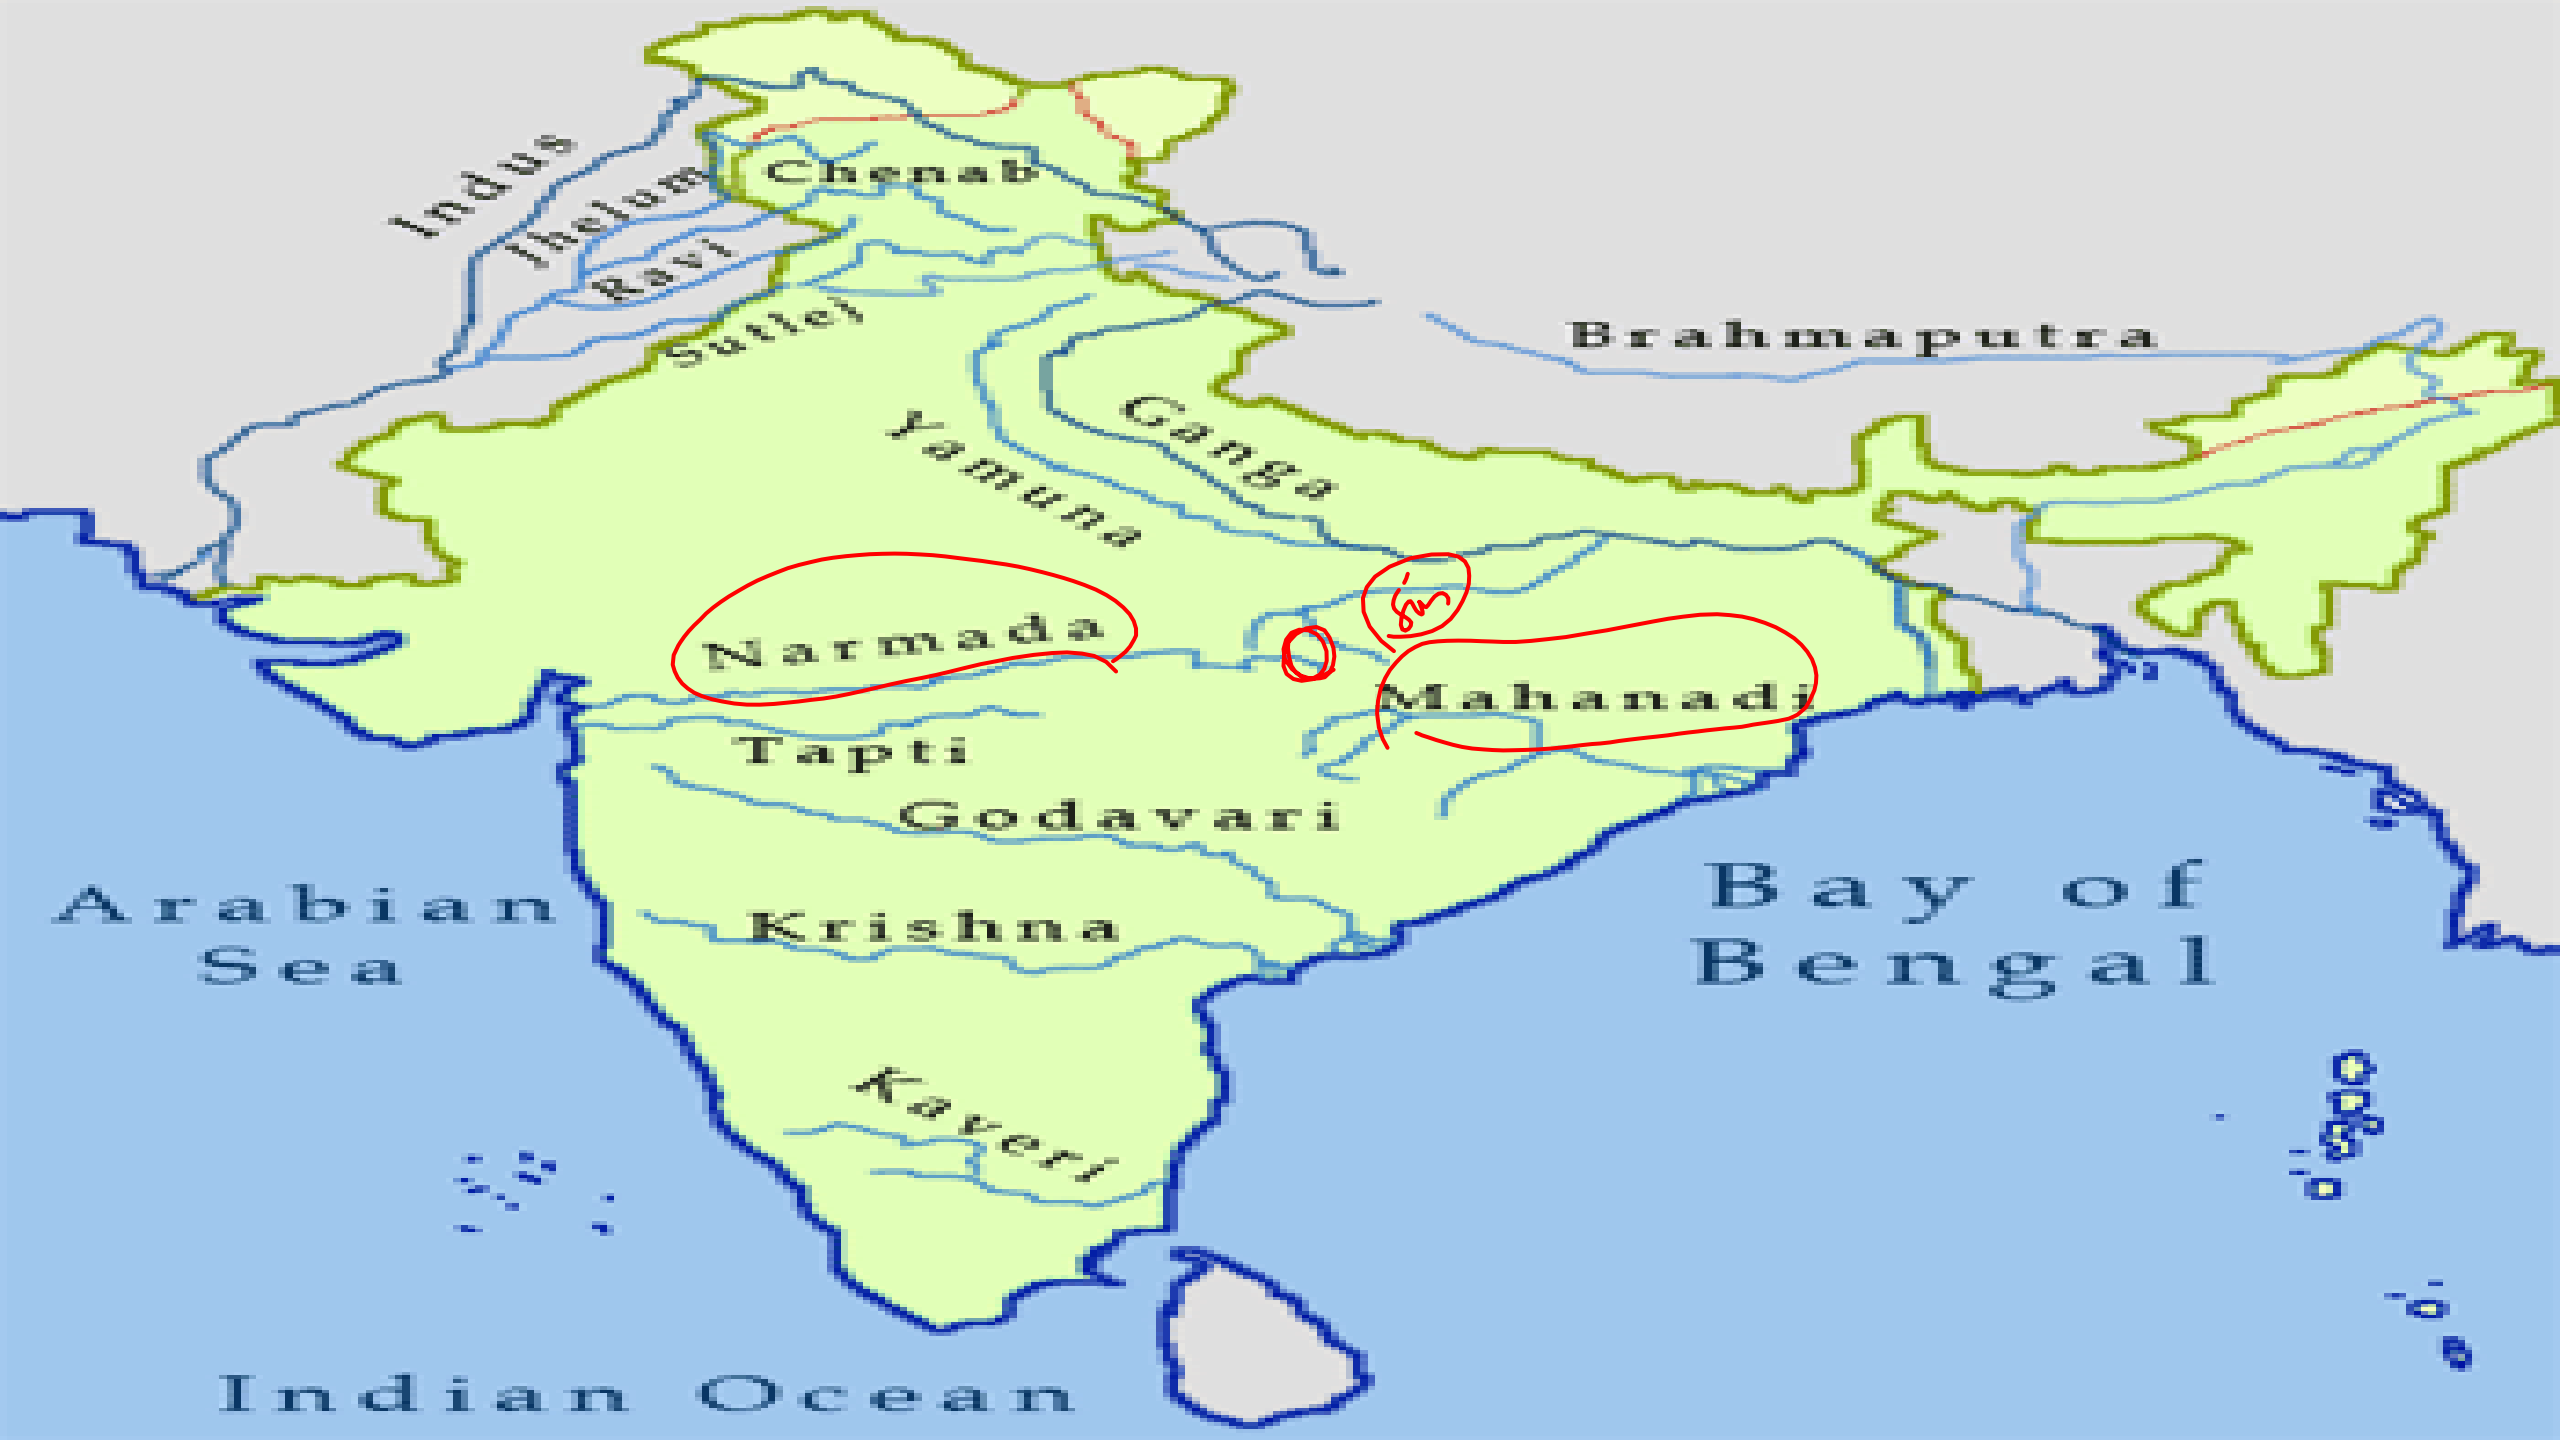 Indus
Jhelum
Chenab
Ravi
Sutlej
Brahmaputra
Ganga
Yamuna
Narmada
Mahanadi
Tapti
Godavari
Krishna
Kaveri
Arabian
Sea
Bay of
Bengal
Indian Ocean